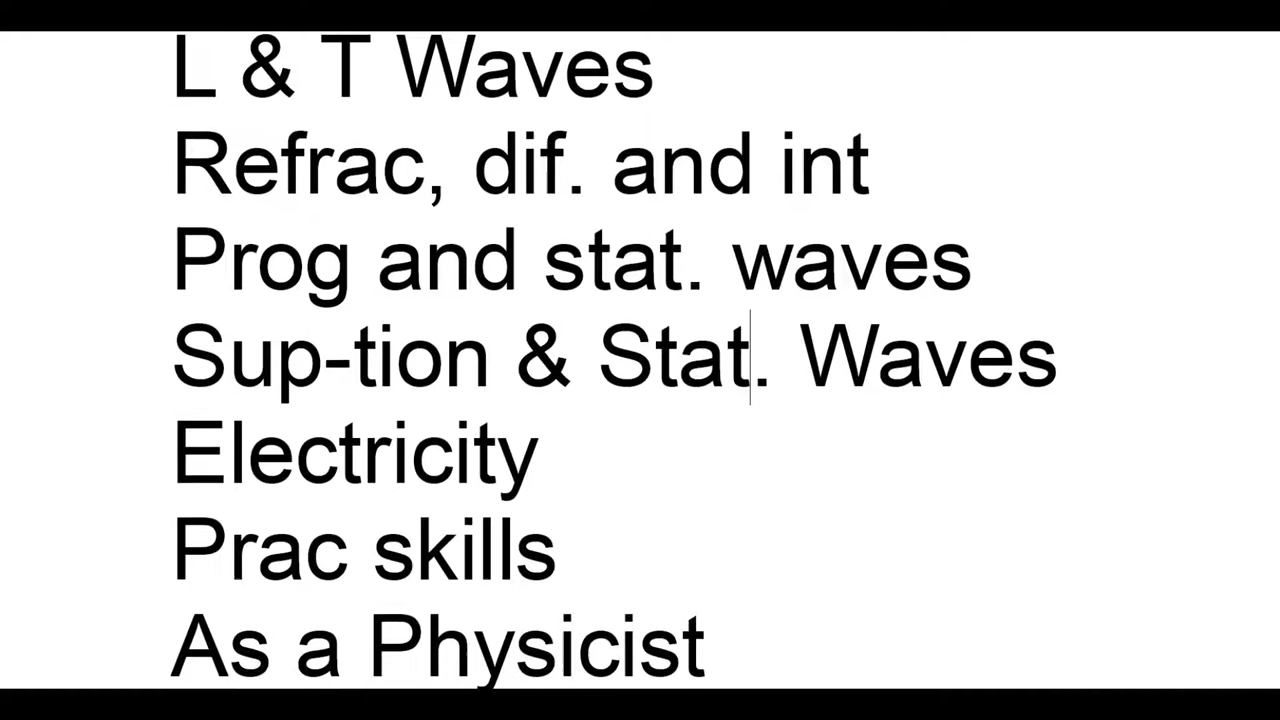 L & T Waves
Refrac, dif. and int
Prog and stat. waves
Sup-tion & Stat. Waves
Electricity
Prac skills
As a Physicist